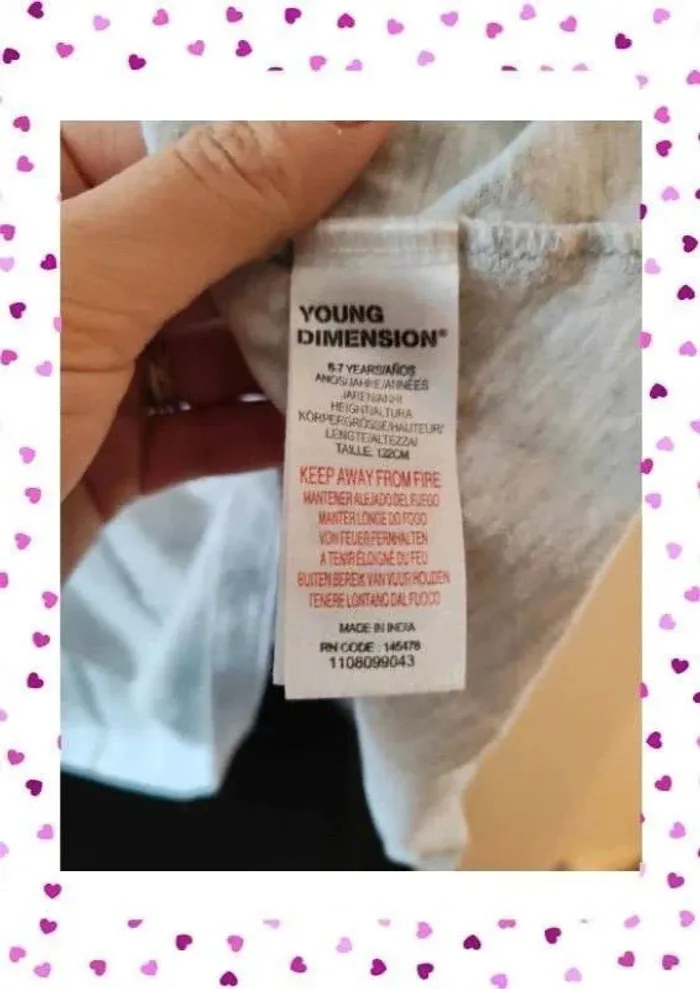 YOUNG
DIMENSION®
6-7 YEARS/AÑOS
ANOS/JAHRE/ANNÉES
JAREN/ANNI
HEIGHT/ALTURA
KÖRPERGRÖSSE/HAUTEUR/
LENGTE/ALTEZZA/
TAILLE 122CM
KEEP AWAY FROM FIRE
MANTENER ALEJADO DEL FUEGO
MANTER LONGE DO FOGO
VON FEUER FERNHALTEN
A TENIR ÉLOIGNÉ DU FEU
BUITEN BEREIK VAN VUUR HOUDEN
TENERE LONTANO DAL FUOCO
MADE IN INDIA
RN CODE : 145478
1108099043